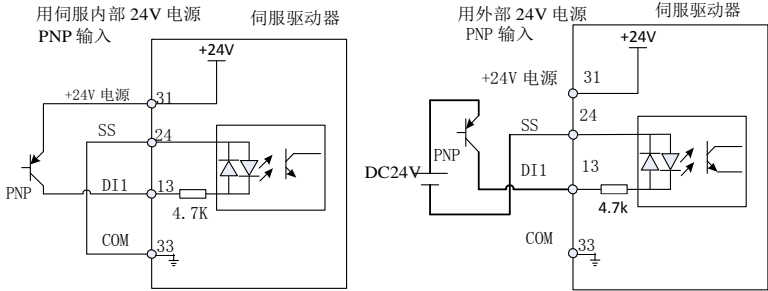 用伺服内部 24V 电源
PNP 输入
伺服驱动器
+24V
+24V 电源
31
SS
24
PNP
DI1
13
4.7K
COM
33
用外部 24V 电源
PNP 输入
伺服驱动器
+24V
+24V 电源
31
24
SS
PNP
DC24V
DI1
13
4.7k
COM
33